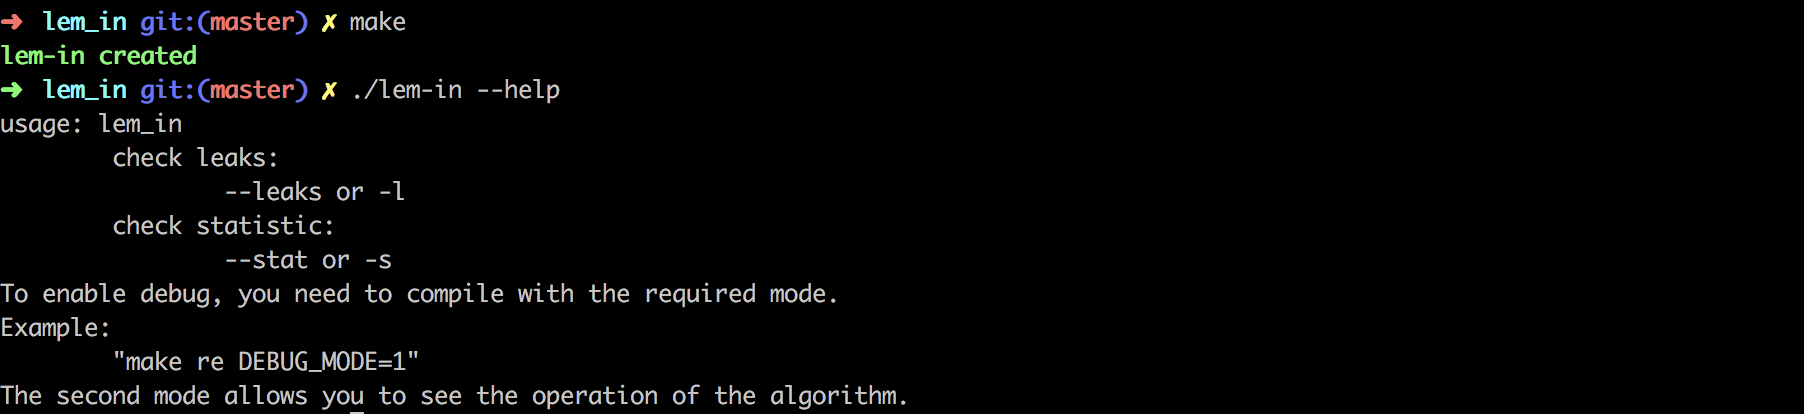 ➜ lem_in git:(master) ✗ make
lem-in created
➜ lem_in git:(master) ✗ ./lem-in --help
usage: lem_in
        check leaks:
                --leaks or -l
        check statistic:
                --stat or -s
To enable debug, you need to compile with the required mode.
Example:
        "make re DEBUG_MODE=1"
The second mode allows you to see the operation of the algorithm.